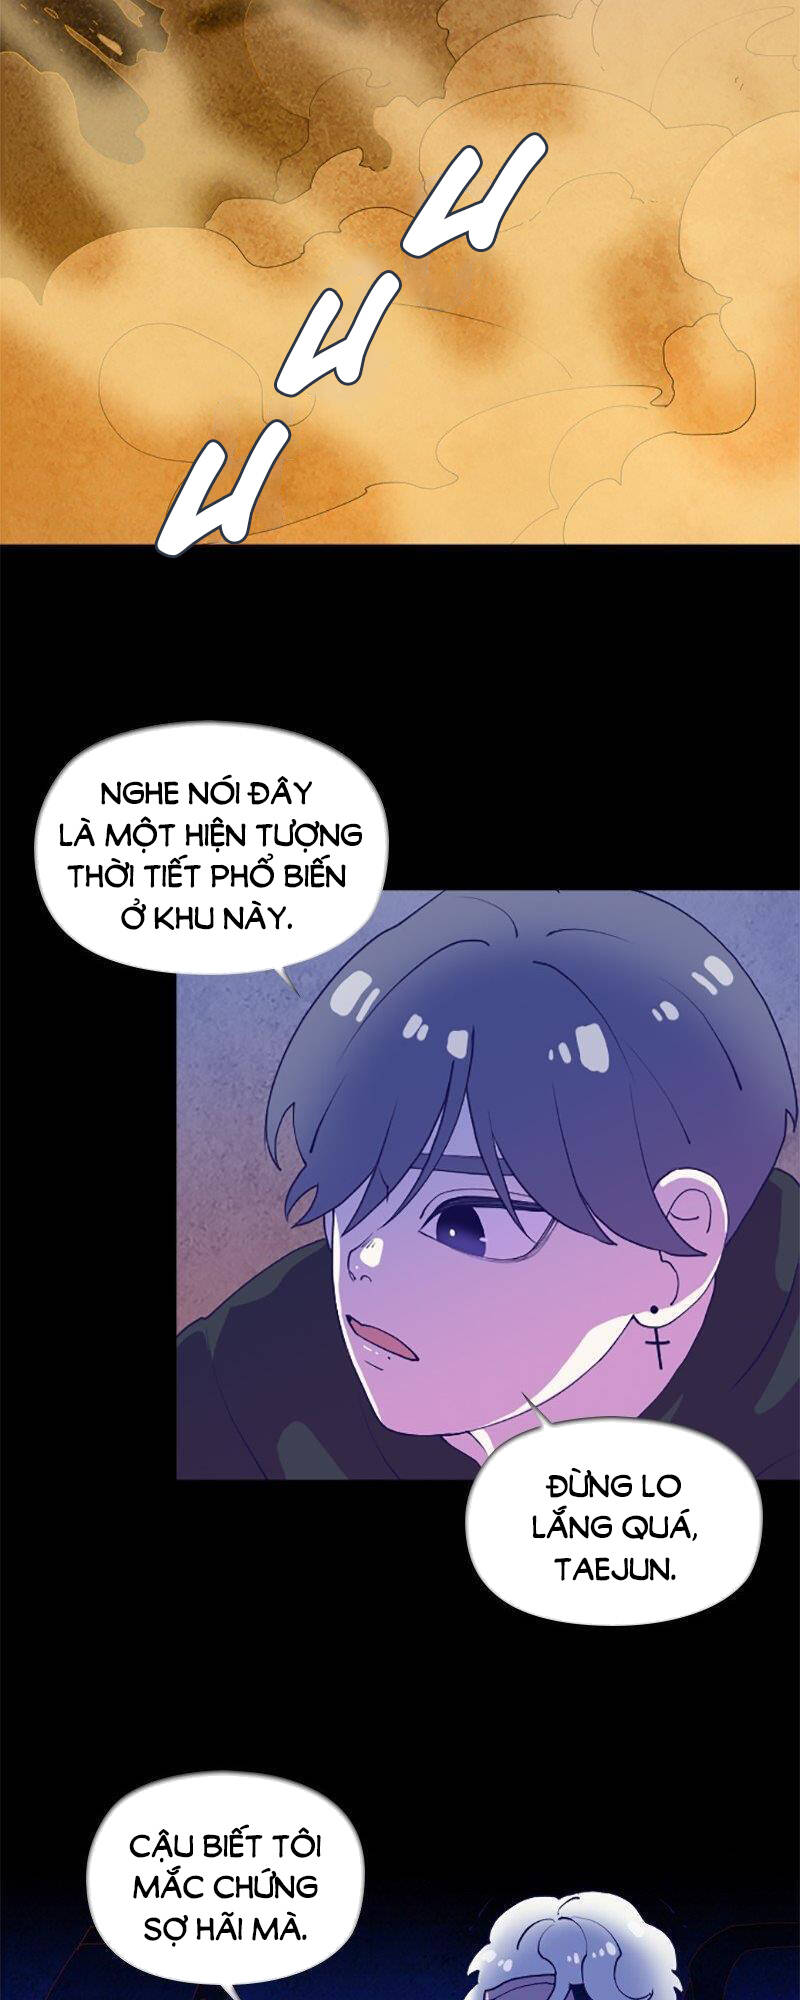 Ù
Ù
Ù
NGHE NÓI ĐÂY
LÀ MỘT HIỆN TƯỢNG
THỜI TIẾT PHỔ BIẾN
Ở KHU NÀY.
ĐỪNG LO
LẮNG QUÁ,
TAEJUN.
CẬU BIẾT TÔI
MẮC CHỨNG
SỢ HÃI MÀ.